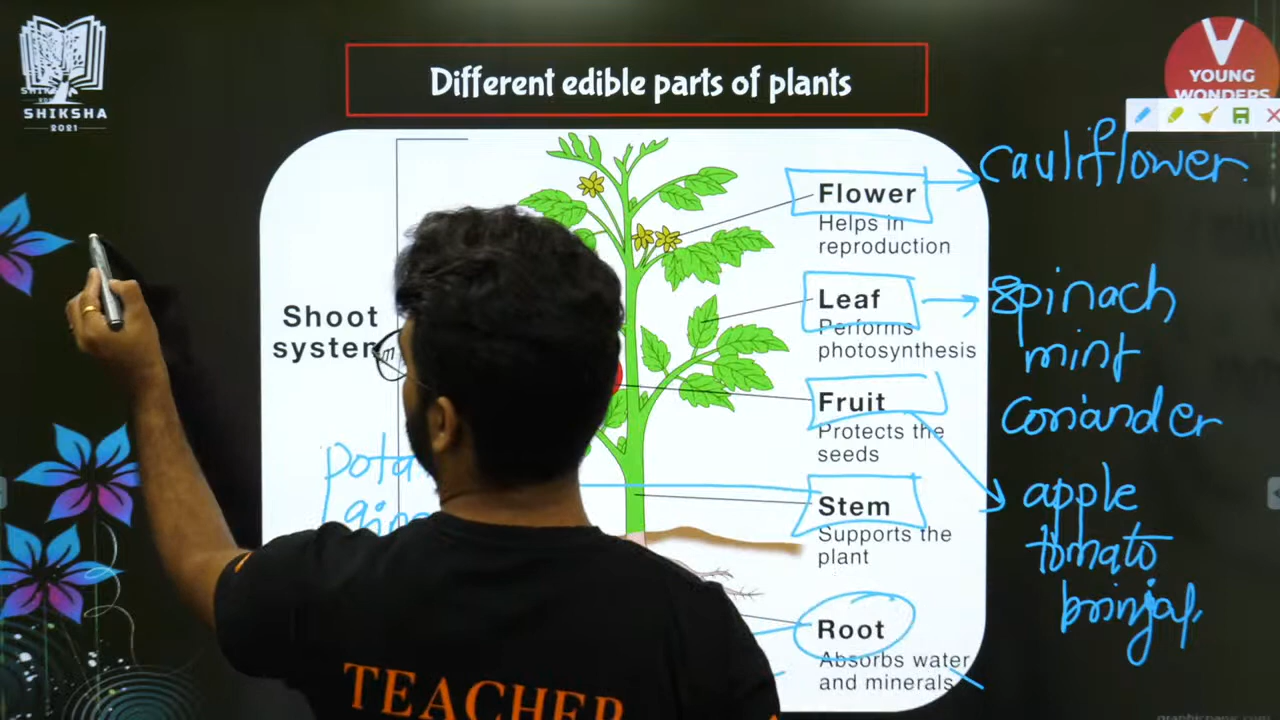 SHIKSHA
2021
Different edible parts of plants
YOUNG
WONDERS
Cauliflower
Flower
Helps in
reproduction
Leaf
Performs
photosynthesis
Spinach
mint
Coriander
Shoot
system
Fruit
Protects the
seeds
apple
tomato
brinjal
Stem
Supports the
plant
Root
Absorbs water
and minerals
TEACHER